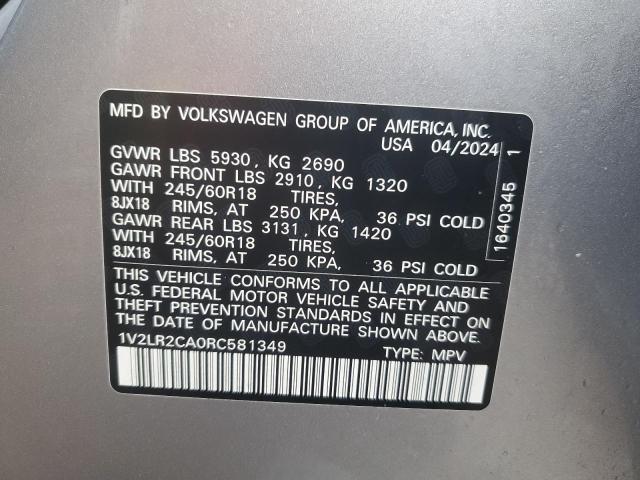 MFD BY VOLKSWAGEN GROUP OF AMERICA, INC.
USA 04/2024
GVWR LBS 5930, KG 2690
GAWR FRONT LBS 2910, KG 1320
WITH 245/60R18 TIRES,
8JX18 RIMS, AT 250 KPA, 36 PSI COLD
GAWR REAR LBS 3131, KG 1420
WITH 245/60R18 TIRES,
8JX18 RIMS, AT 250 KPA, 36 PSI COLD
THIS VEHICLE CONFORMS TO ALL APPLICABLE
U.S. FEDERAL MOTOR VEHICLE SAFETY AND
THEFT PREVENTION STANDARDS IN EFFECT ON
THE DATE OF MANUFACTURE SHOWN ABOVE.
1V2LR2CA0RC581349 TYPE: MPV
1640345 1